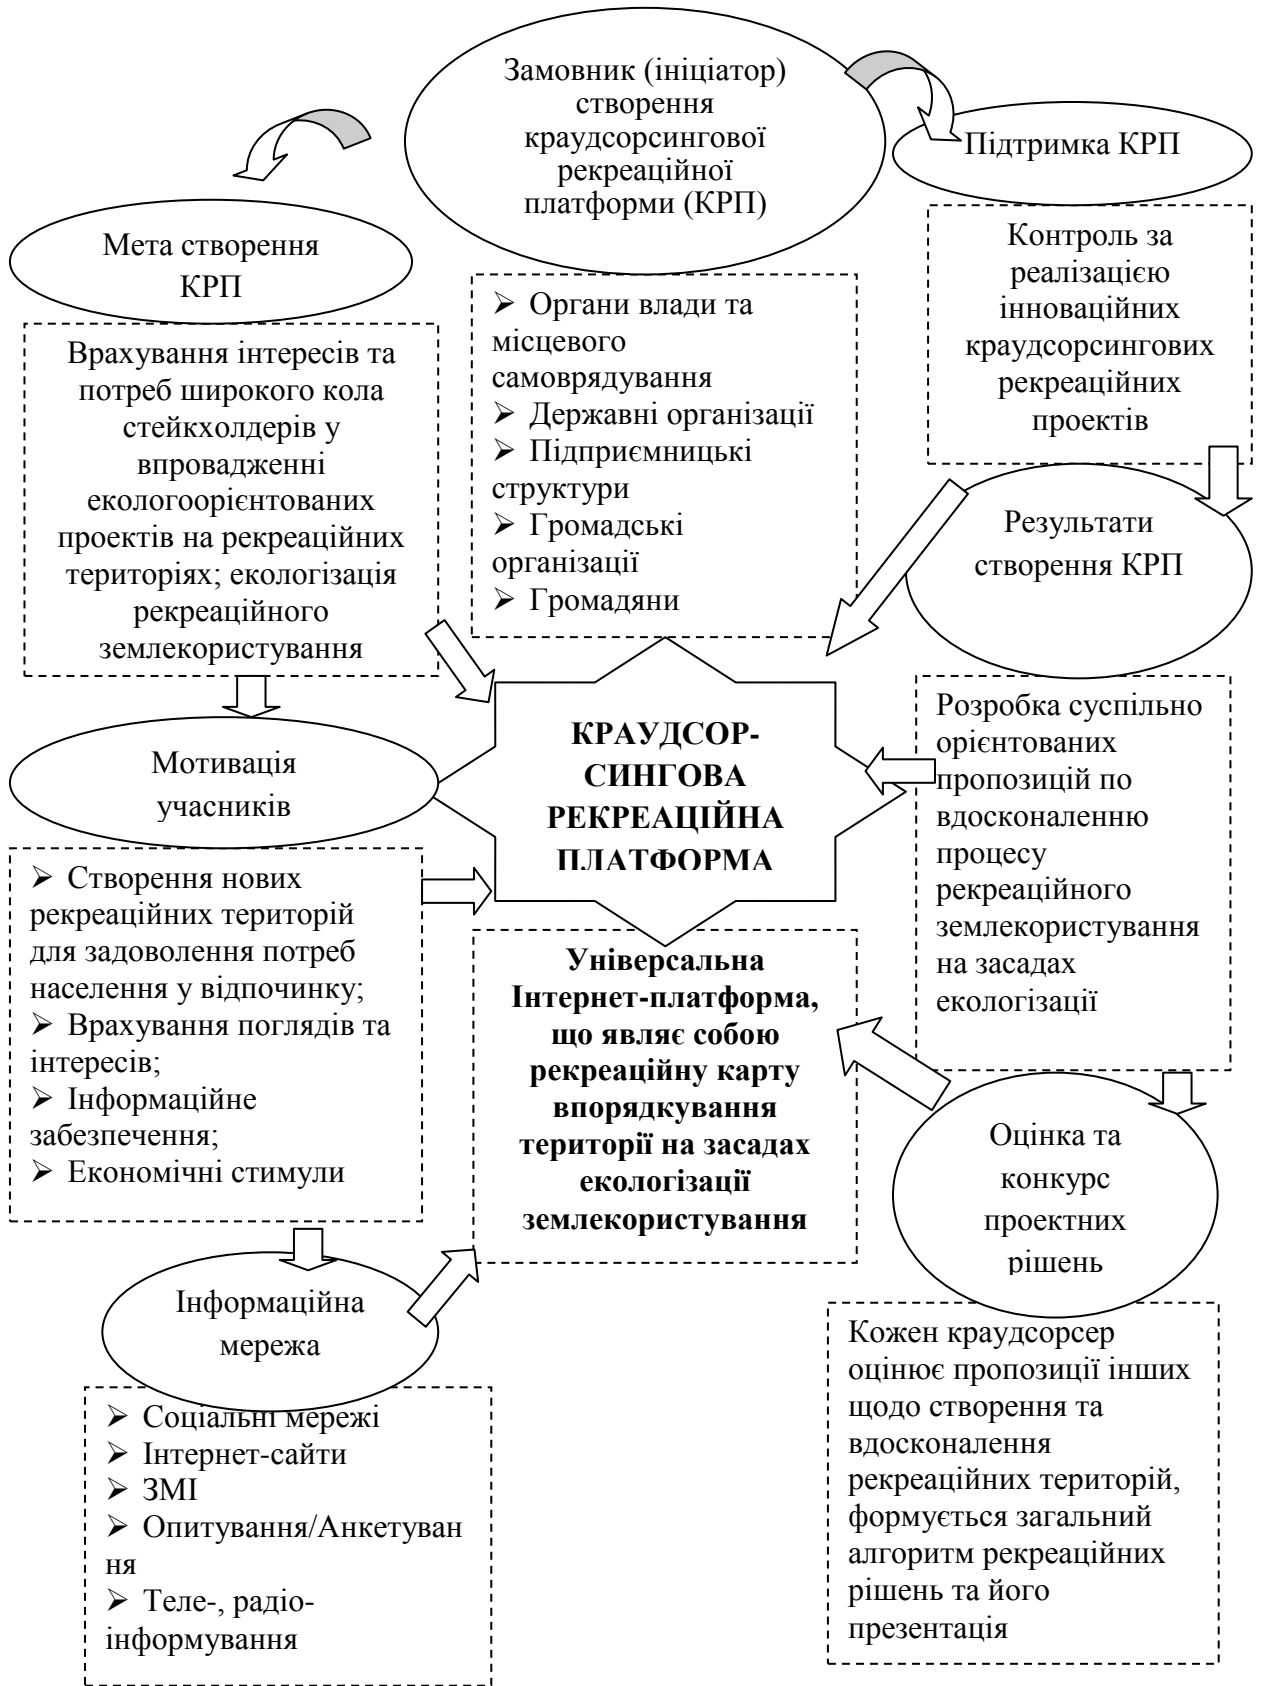 Замовник (ініціатор)
створення
краудсорсингової
рекреаційної
платформи (КРП)
Підтримка КРП
Мета створення
КРП
Контроль за
реалізацією
інноваційних
краудсорсингових
рекреаційних
проектів
➢ Органи влади та
місцевого
самоврядування
➢ Державні організації
➢ Підприємницькі
структури
➢ Громадські
організації
➢ Громадяни
Врахування інтересів та
потреб широкого кола
стейкхолдерів у
впровадженні
екологоорієнтованих
проектів на рекреаційних
територіях; екологізація
рекреаційного
землекористування
Результати
створення КРП
Мотивація
учасників
КРАУДСОР-
СИНГОВА
РЕКРЕАЦІЙНА
ПЛАТФОРМА
Розробка суспільно
орієнтованих
пропозицій по
вдосконаленню
процесу
рекреаційного
землекористування
на засадах
екологізації
➢ Створення нових
рекреаційних територій
для задоволення потреб
населення у відпочинку;
➢ Врахування поглядів та
інтересів;
➢ Інформаційне
забезпечення;
➢ Економічні стимули
Універсальна
Інтернет-платформа,
що являє собою
рекреаційну карту
впорядкування
території на засадах
екологізації
землекористування
Оцінка та
конкурс
проектних
рішень
Інформаційна
мережа
➢ Соціальні мережі
➢ Інтернет-сайти
➢ ЗМІ
➢ Опитування/Анкетуван
ня
➢ Теле-, радіо-
інформування
Кожен краудсорсер
оцінює пропозиції інших
щодо створення та
вдосконалення
рекреаційних територій,
формується загальний
алгоритм рекреаційних
рішень та його
презентація